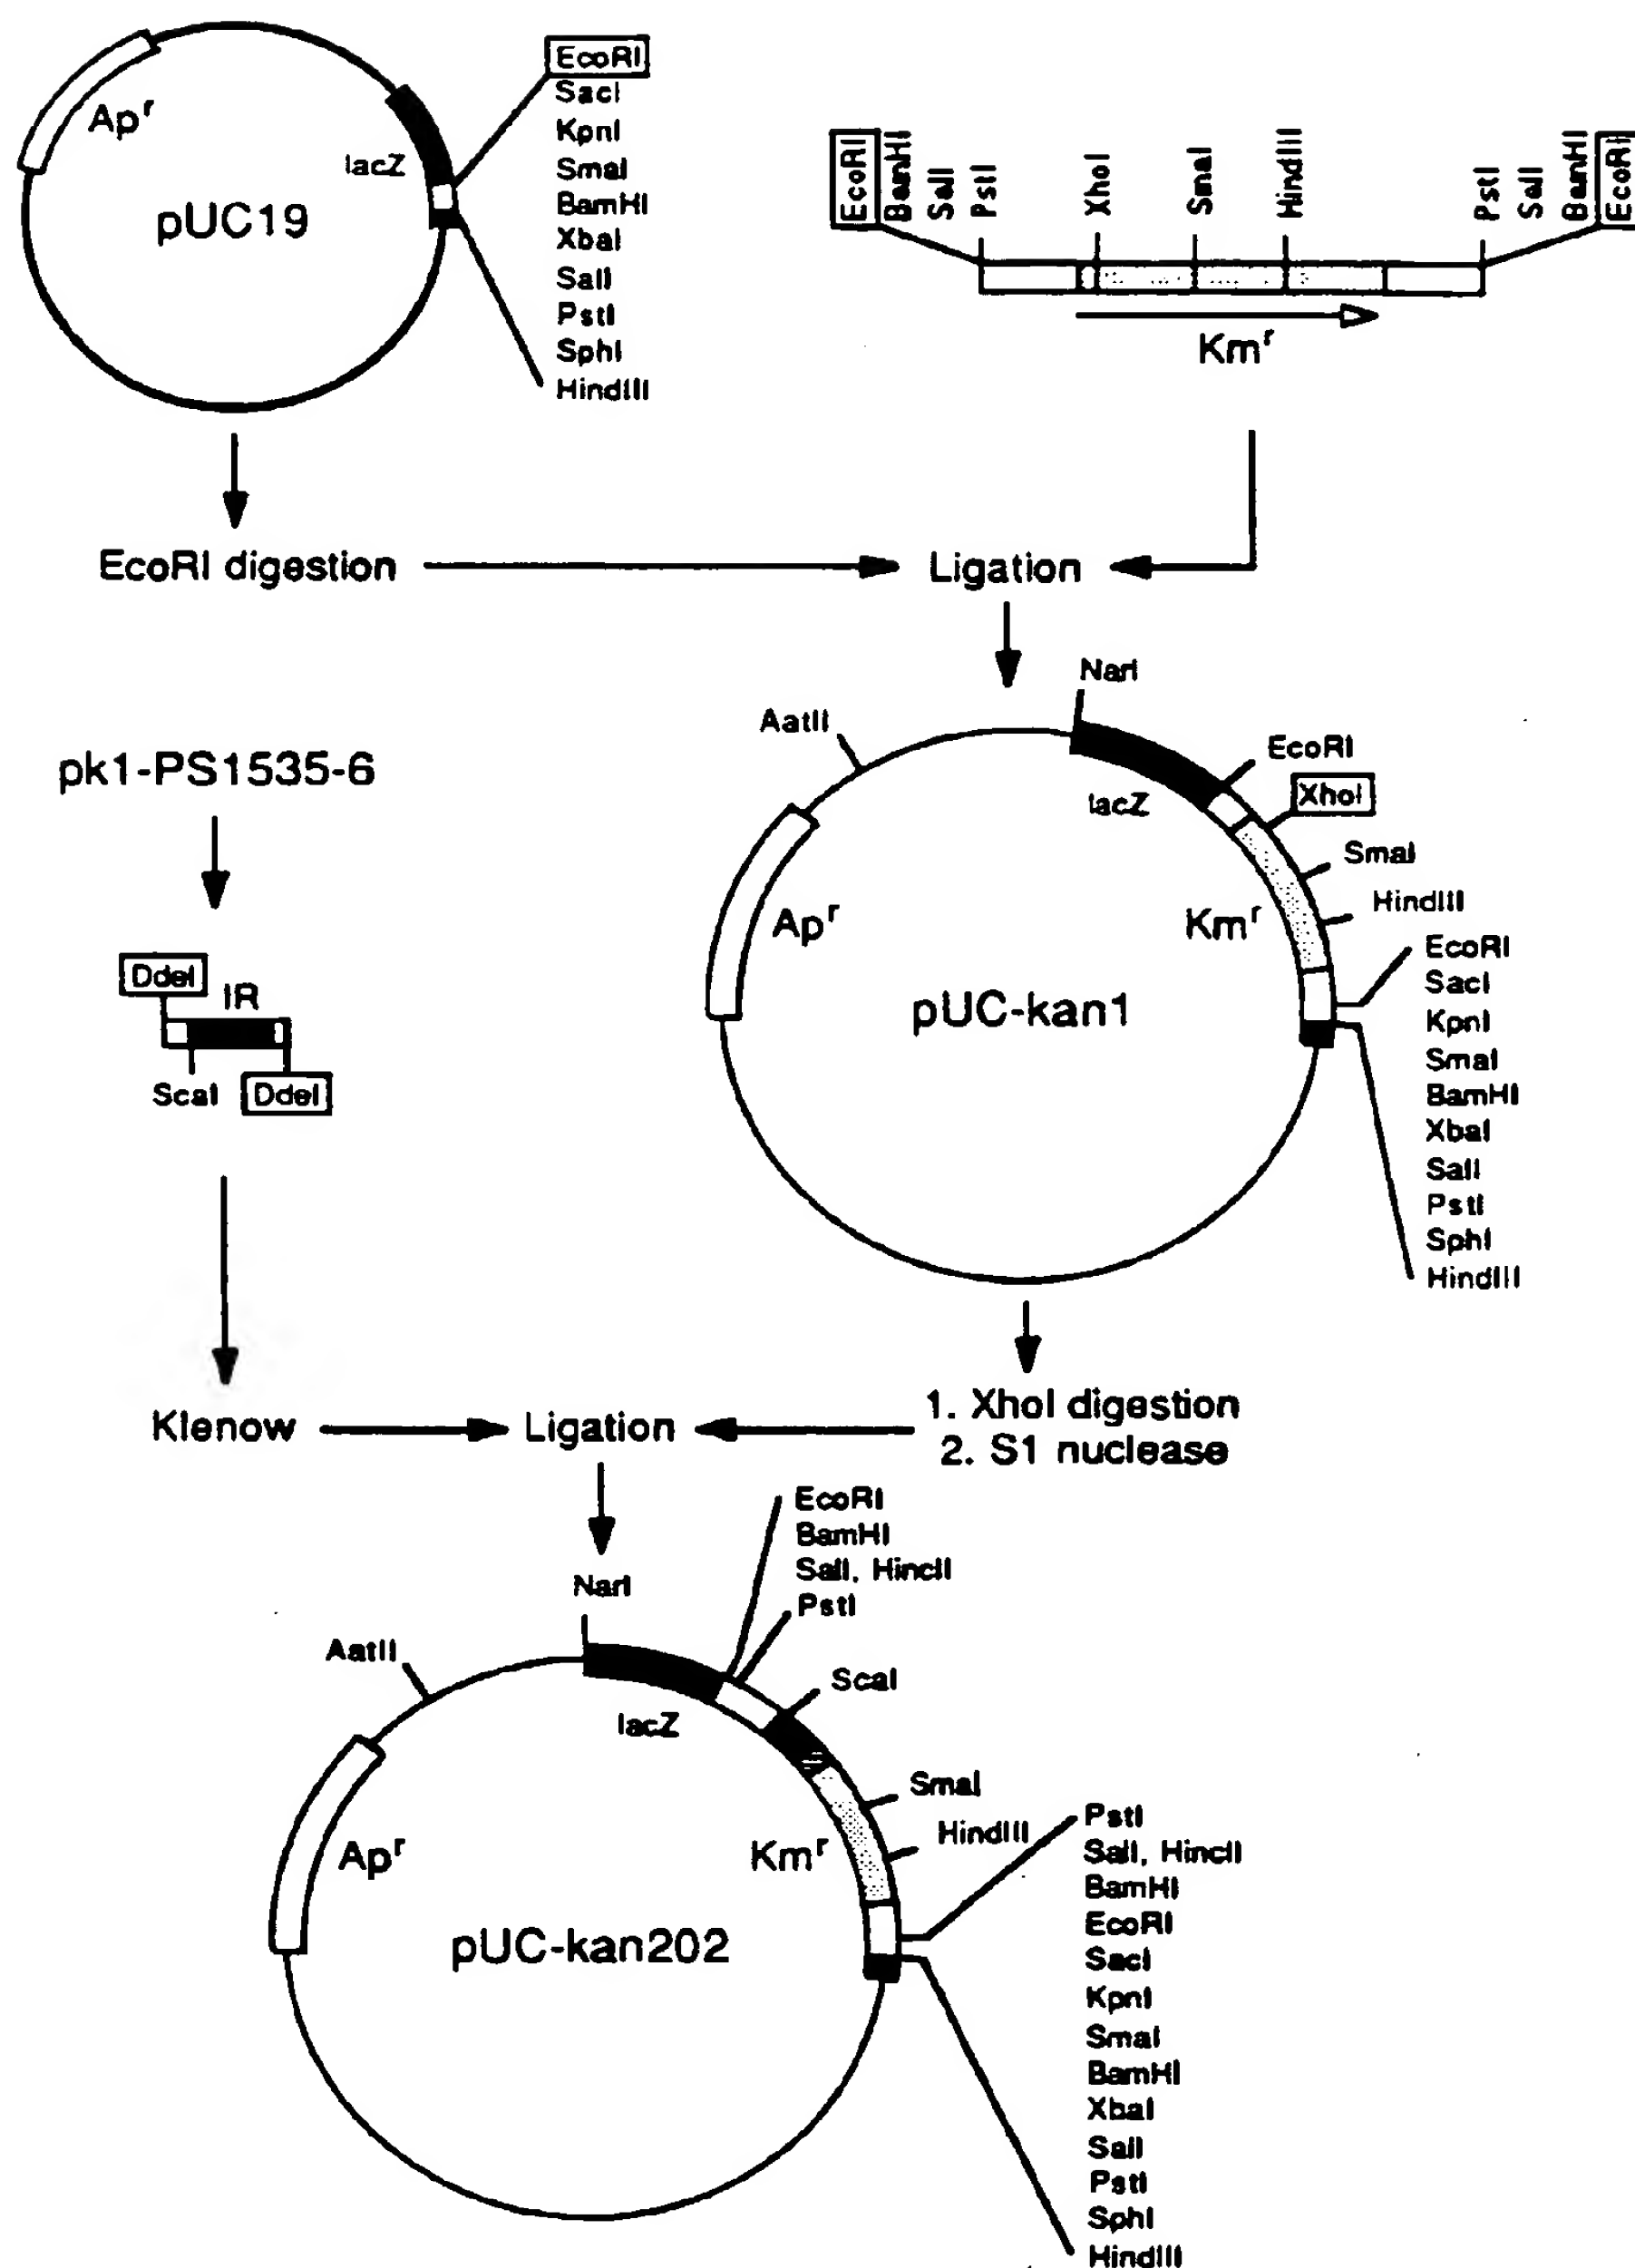 EcoRI
SacI
KpnI
SmaI
BamHI
XbaI
SalI
PstI
SphI
HindIII
Apʳ
lacZ
pUC19
EcoRI
BamHI
SalI
PstI
XhoI
SmaI
HindIII
PstI
SalI
BamHI
EcoRI
Kmʳ
EcoRI digestion
Ligation
NarI
AatII
EcoRI
XhoI
lacZ
SmaI
HindIII
Apʳ
Kmʳ
pUC-kan1
EcoRI
SacI
KpnI
SmaI
BamHI
XbaI
SalI
PstI
SphI
HindIII
pk1-PS1535-6
DdeI
IR
ScaI
DdeI
Klenow
Ligation
1. XhoI digestion
2. S1 nuclease
EcoRI
BamHI
SalI, HincII
PstI
NarI
AatII
ScaI
lacZ
SmaI
HindIII
Apʳ
Kmʳ
pUC-kan202
PstI
SalI, HincII
BamHI
EcoRI
SacI
KpnI
SmaI
BamHI
XbaI
SalI
PstI
SphI
HindIII